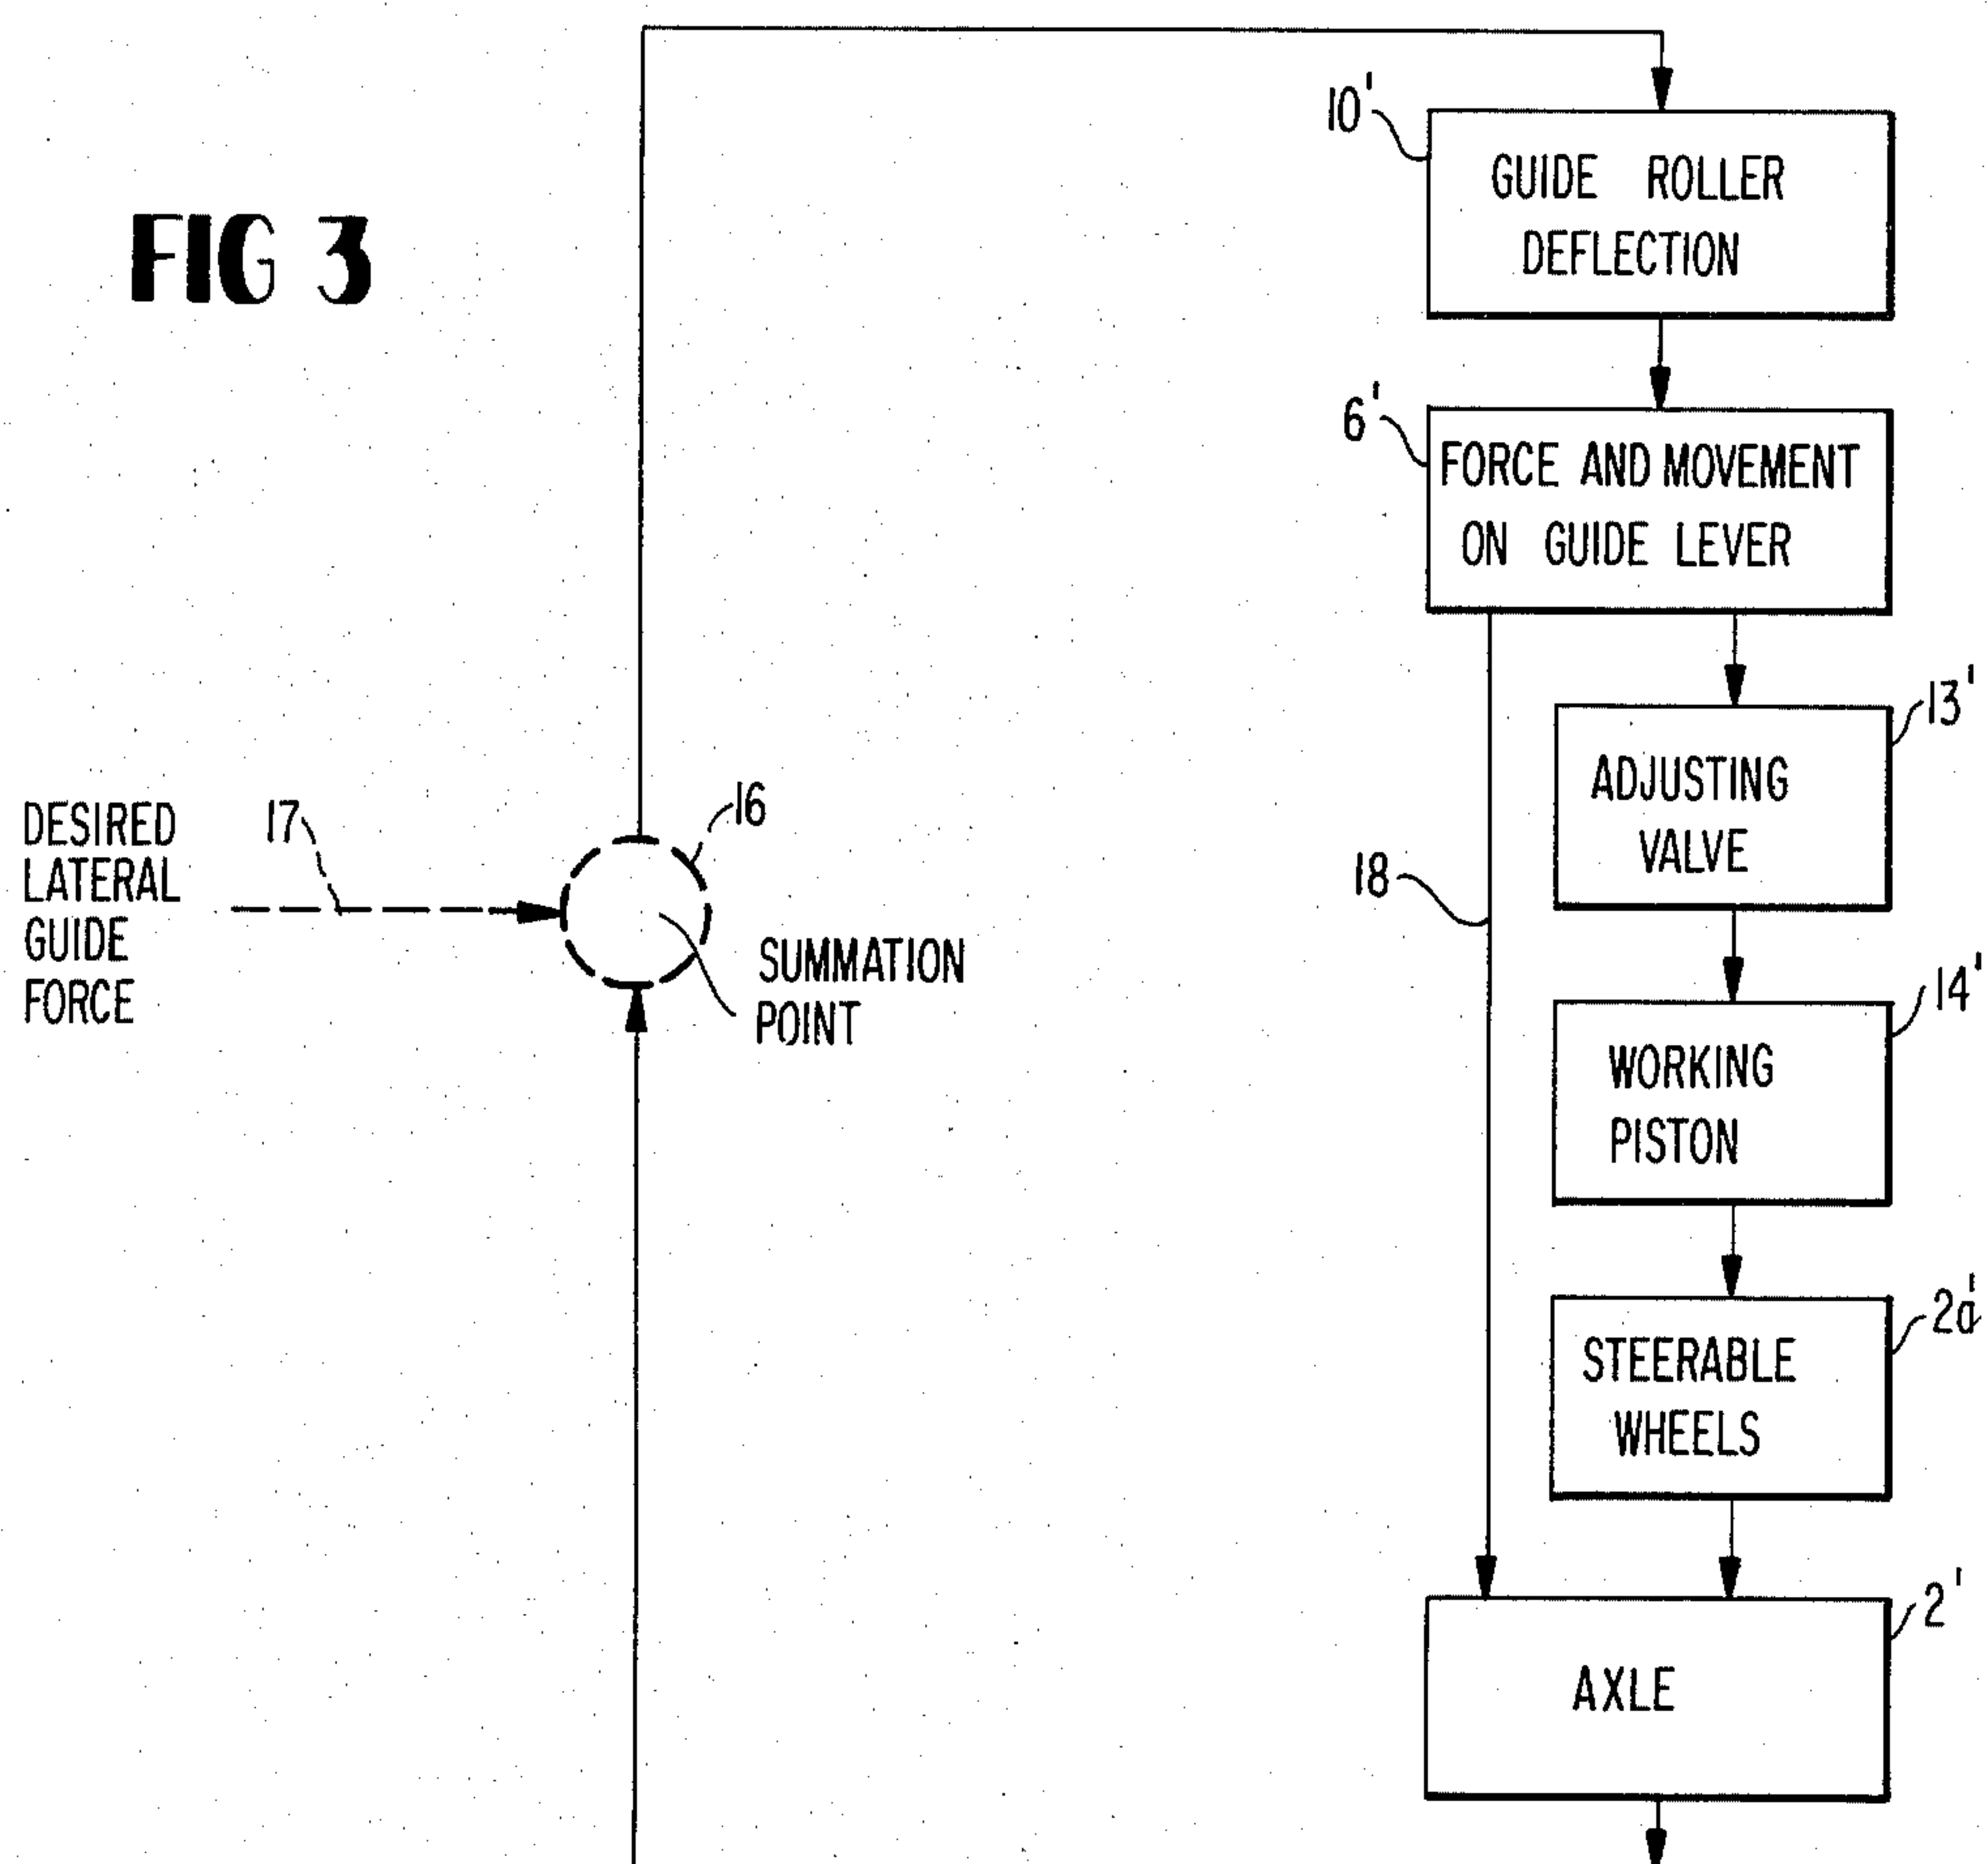 FIG 3
10'
GUIDE ROLLER
DEFLECTION
6'
FORCE AND MOVEMENT
ON GUIDE LEVER
13'
ADJUSTING
VALVE
DESIRED
LATERAL
GUIDE
FORCE
17
16
SUMMATION
POINT
18
14'
WORKING
PISTON
2a'
STEERABLE
WHEELS
2'
AXLE